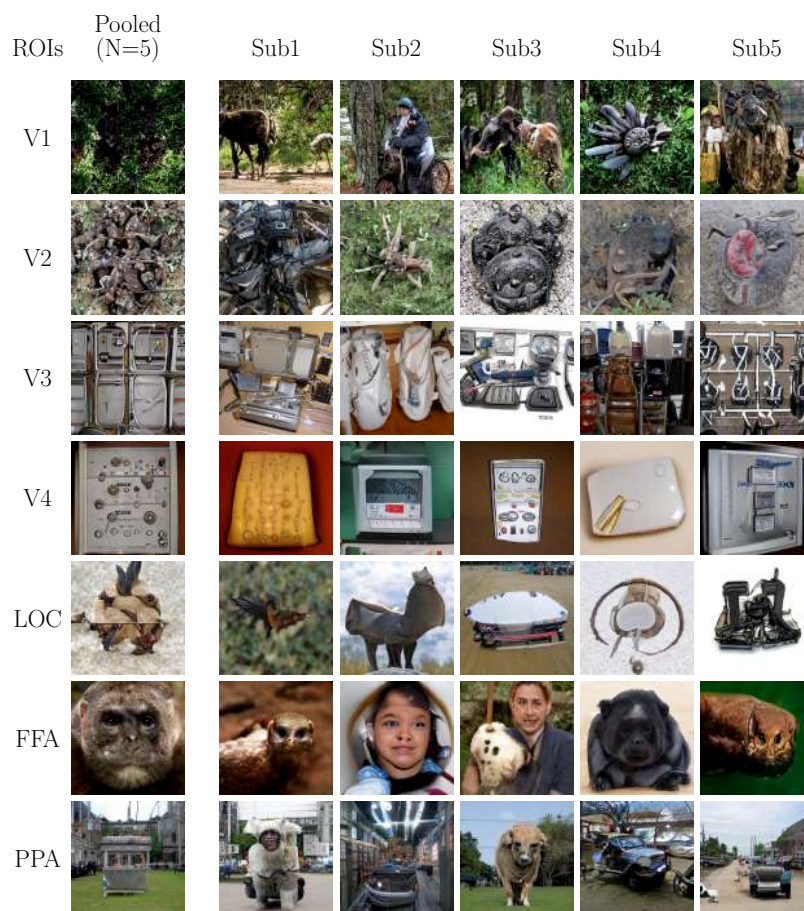 Pooled
ROIs (N=5) Sub1 Sub2 Sub3 Sub4 Sub5
V1
V2
V3
V4
LOC
FFA
PPA